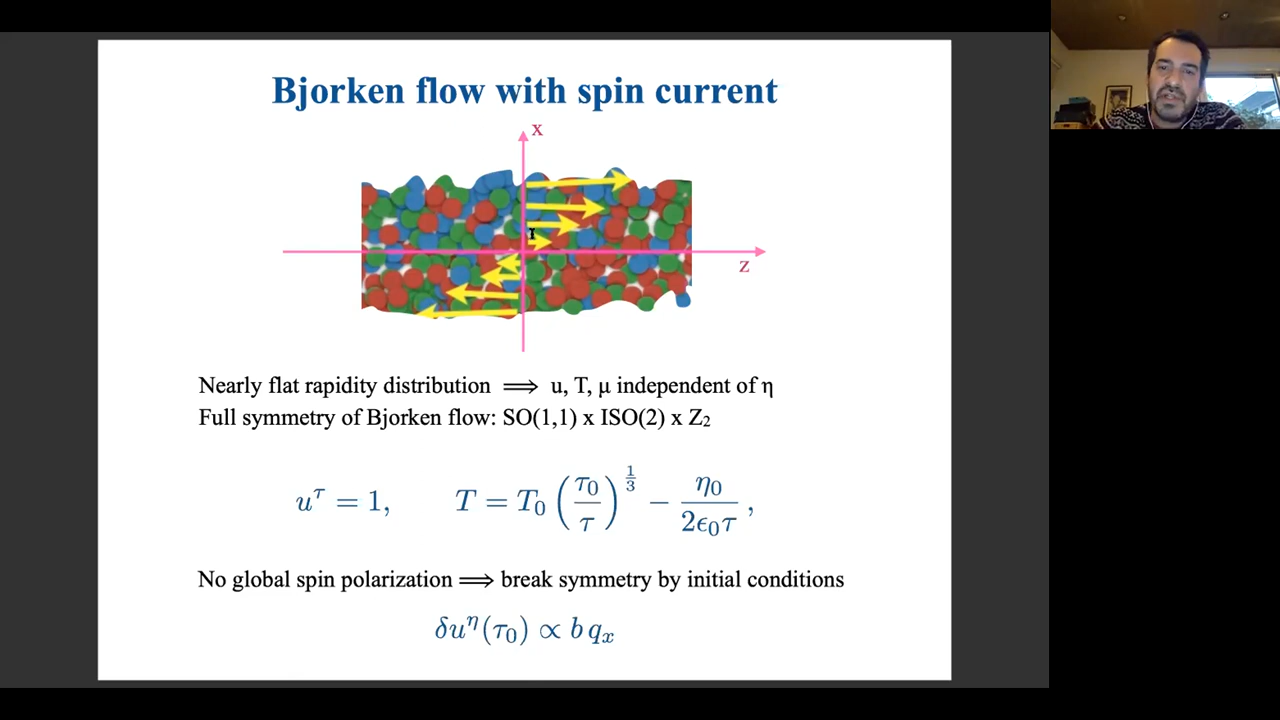 Bjorken flow with spin current
x
z
Nearly flat rapidity distribution ⟹ u, T, μ independent of η
Full symmetry of Bjorken flow: SO(1,1) x ISO(2) x Z₂
u^τ = 1, T = T₀ (τ₀/τ)^{1/3} − η₀/(2ϵ₀τ) ,
No global spin polarization ⟹ break symmetry by initial conditions
δu^η(τ₀) ∝ b qₓ